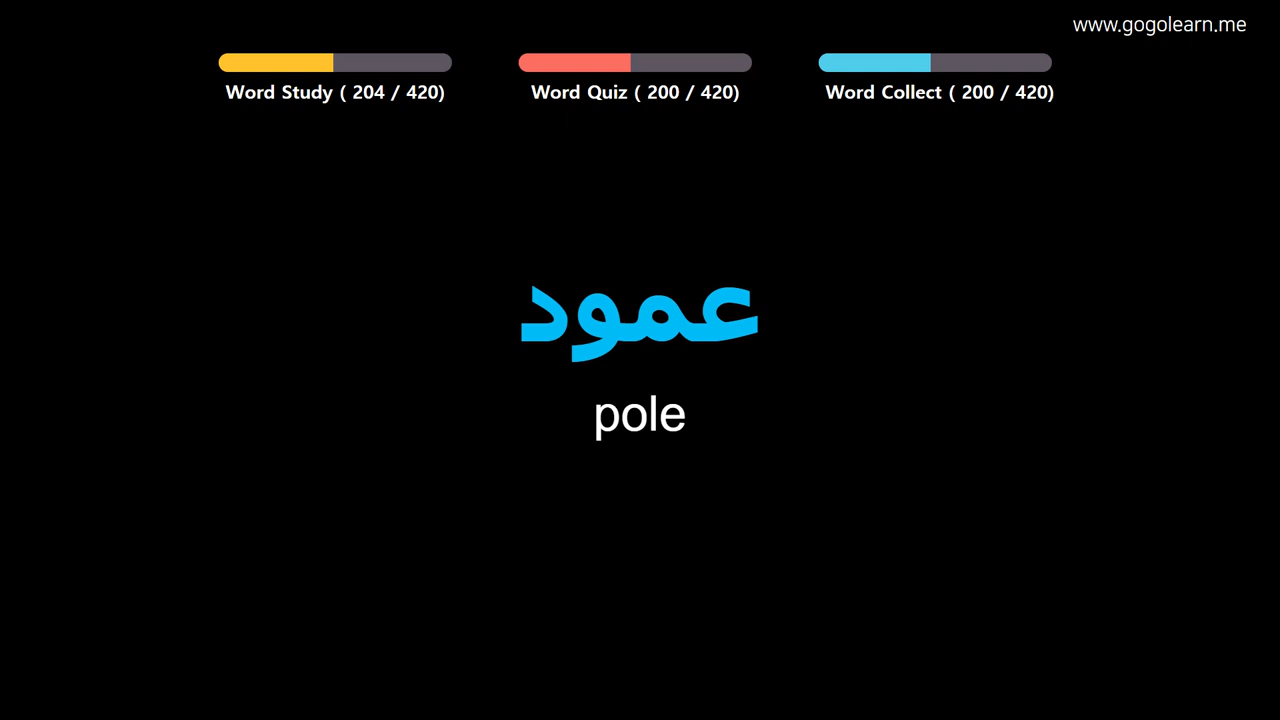 www.gogolearn.me
Word Study ( 204 / 420)
Word Quiz ( 200 / 420)
Word Collect ( 200 / 420)
عمود
pole